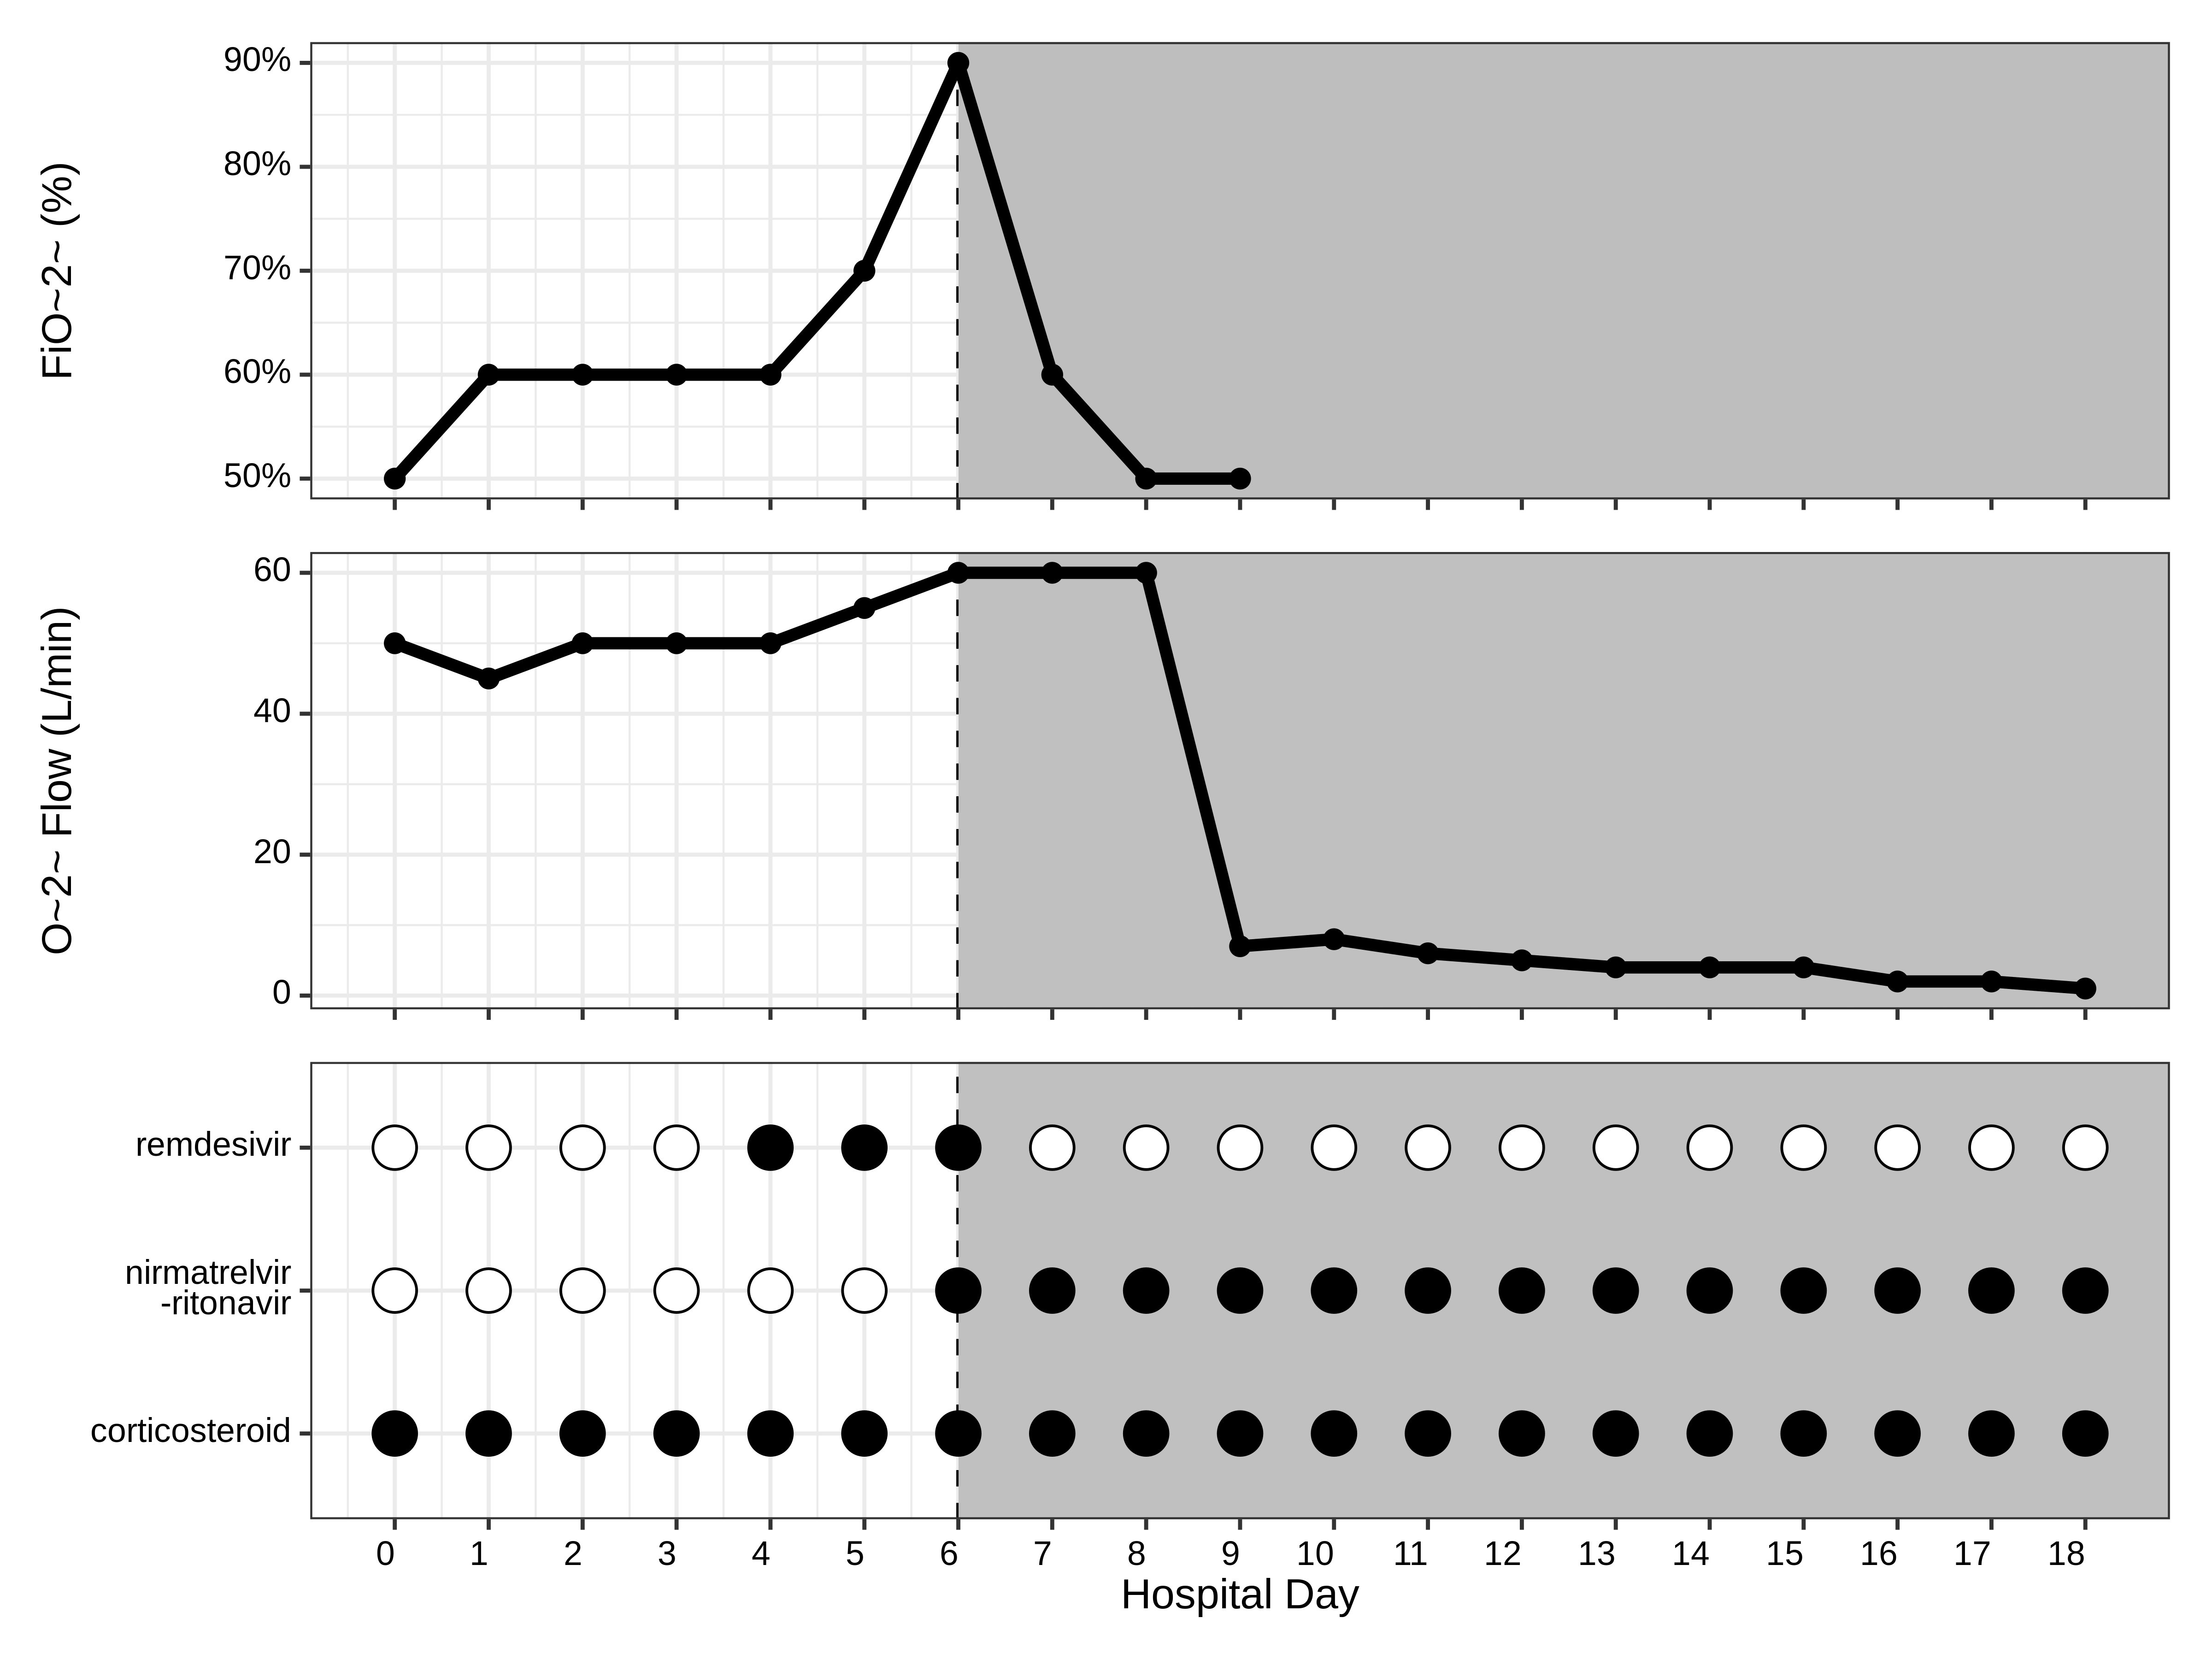 FiO~2~ (%)
90%
80%
70%
60%
50%
O~2~ Flow (L/min)
60
40
20
0
remdesivir
nirmatrelvir
-ritonavir
corticosteroid
0 1 2 3 4 5 6 7 8 9 10 11 12 13 14 15 16 17 18
Hospital Day